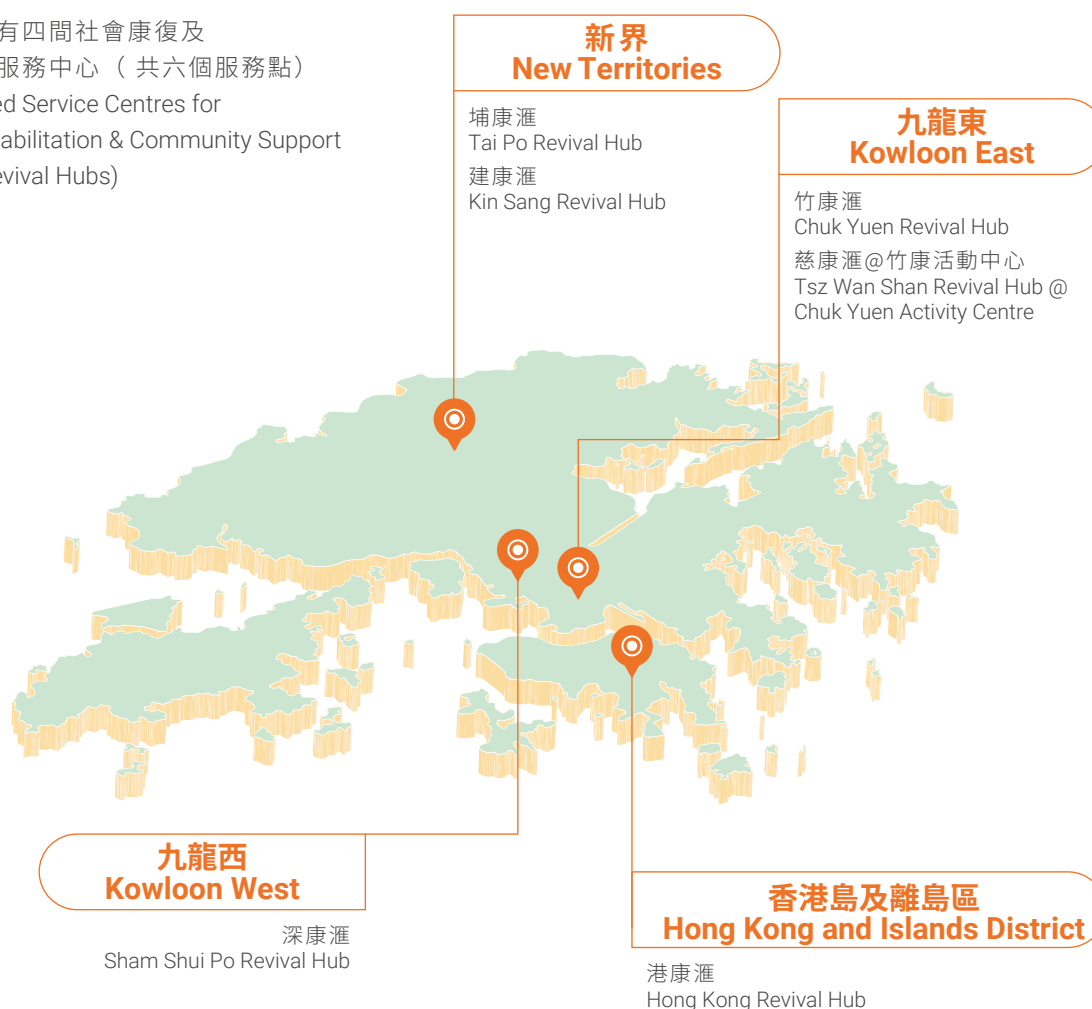 有四間社會康復及
服務中心（ 共六個服務點）
ed Service Centres for
abilitation & Community Support
evival Hubs)
新界
New Territories
埔康滙
Tai Po Revival Hub
建康滙
Kin Sang Revival Hub
九龍東
Kowloon East
竹康滙
Chuk Yuen Revival Hub
慈康滙@竹康活動中心
Tsz Wan Shan Revival Hub @
Chuk Yuen Activity Centre
九龍西
Kowloon West
深康滙
Sham Shui Po Revival Hub
香港島及離島區
Hong Kong and Islands District
港康滙
Hong Kong Revival Hub